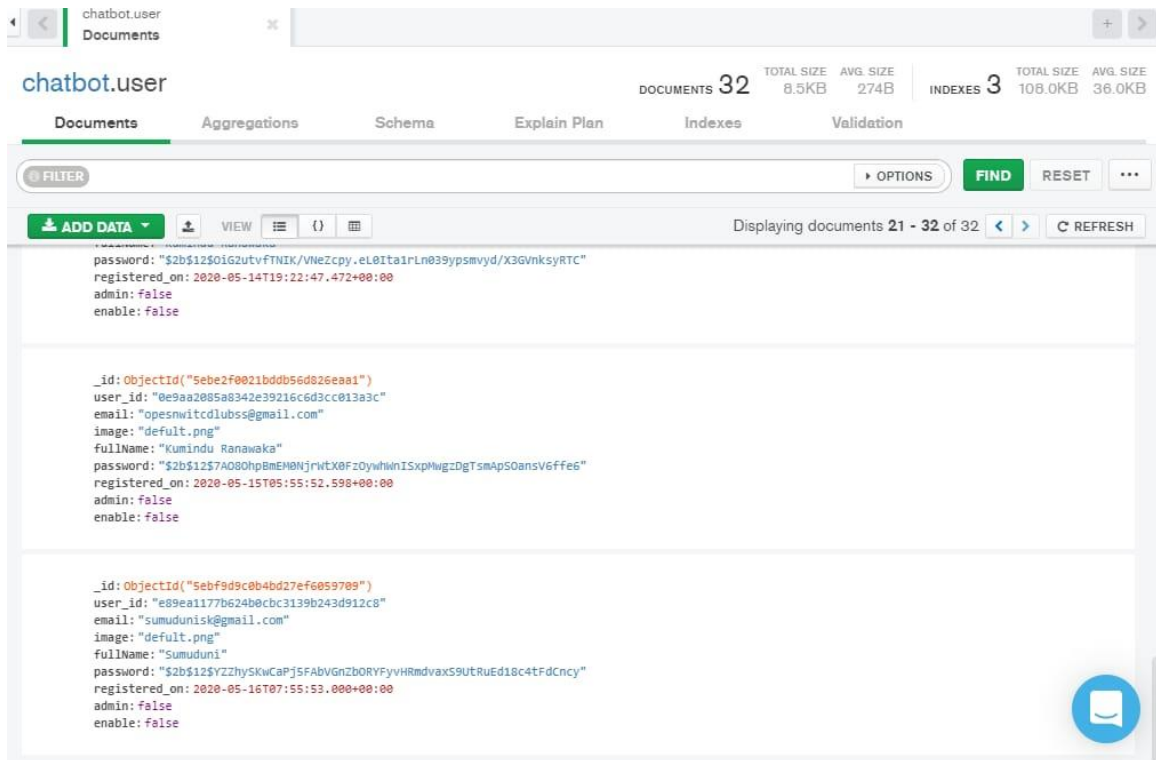 chatbot.user
Documents
chatbot.user
DOCUMENTS 32 TOTAL SIZE 8.5KB AVG. SIZE 274B INDEXES 3 TOTAL SIZE 108.0KB AVG. SIZE 36.0KB
Documents Aggregations Schema Explain Plan Indexes Validation
FILTER OPTIONS FIND RESET ...
ADD DATA VIEW {} Displaying documents 21 - 32 of 32 REFRESH
fullName: "Kumindu Ranawaka"
password: "$2b$12$OiG2utvfTNIK/VNeZcpy.eL0Ita1rLn039ypsmvyd/X3GVnksyRTC"
registered_on: 2020-05-14T19:22:47.472+00:00
admin: false
enable: false
_id: ObjectId("5ebe2f0021bddb56d826eaa1")
user_id: "0e9aa2085a8342e39216c6d3cc013a3c"
email: "opesnwitcdlubss@gmail.com"
image: "defult.png"
fullName: "Kumindu Ranawaka"
password: "$2b$12$7AO8OhpBmEM0NjrWtX0FzOywhWnISxpMwgzDgTsmApSOansV6ffe6"
registered_on: 2020-05-15T05:55:52.598+00:00
admin: false
enable: false
_id: ObjectId("5ebf9d9c0b4bd27ef6059709")
user_id: "e89ea1177b624b0cbc3139b243d912c8"
email: "sumudunisk@gmail.com"
image: "defult.png"
fullName: "Sumuduni"
password: "$2b$12$YZZhySKwCaPj5FAbVGnZbORYFyvHRmdvaxS9UtRuEd18c4tFdCncy"
registered_on: 2020-05-16T07:55:53.000+00:00
admin: false
enable: false